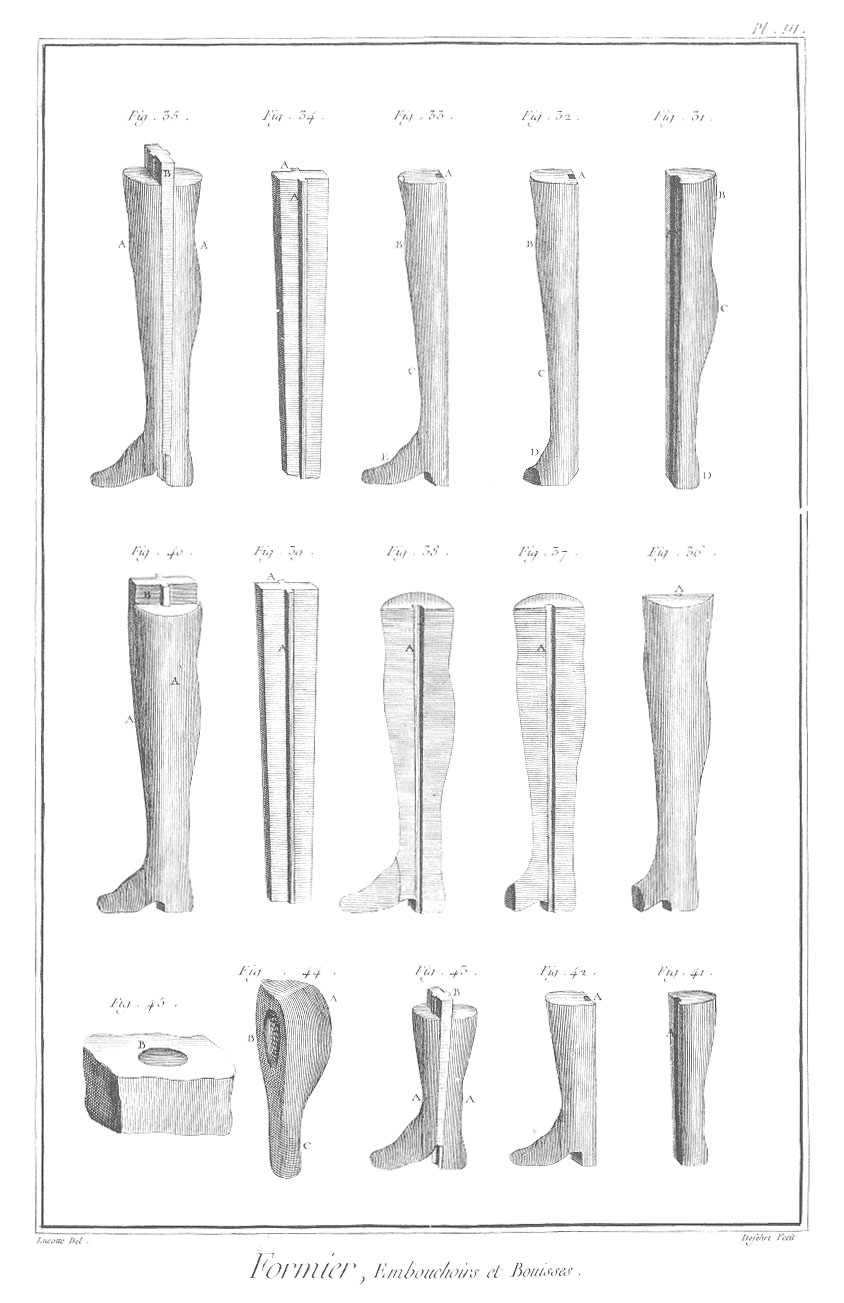 Pl. III.
Fig. 35. Fig. 34. Fig. 33. Fig. 32. Fig. 31.
A
B
A
A
A
A
B
C
E
A
B
C
D
A
B
C
D
Fig. 40. Fig. 39. Fig. 38. Fig. 37. Fig. 36.
B
A
A
A
A
A
A
A
Fig. 45. Fig. 44. Fig. 43. Fig. 42. Fig. 41.
B
A
B
C
B
A
A
A
A
Lucotte Del.
Defehrt Fecit
Formier, Embouchoirs et Bouisses.